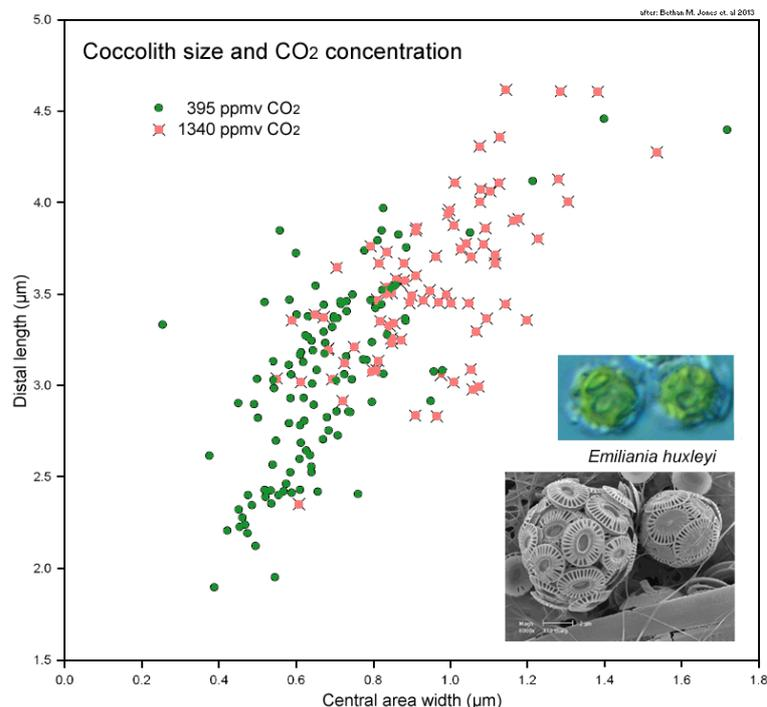 after: Bethan M. Jones et. al 2013
Coccolith size and CO2 concentration
395 ppmv CO2
1340 ppmv CO2
5.0
4.5
4.0
3.5
3.0
2.5
2.0
1.5
Distal length (µm)
Emiliania huxleyi
0.0 0.2 0.4 0.6 0.8 1.0 1.2 1.4 1.6 1.8
Central area width (µm)